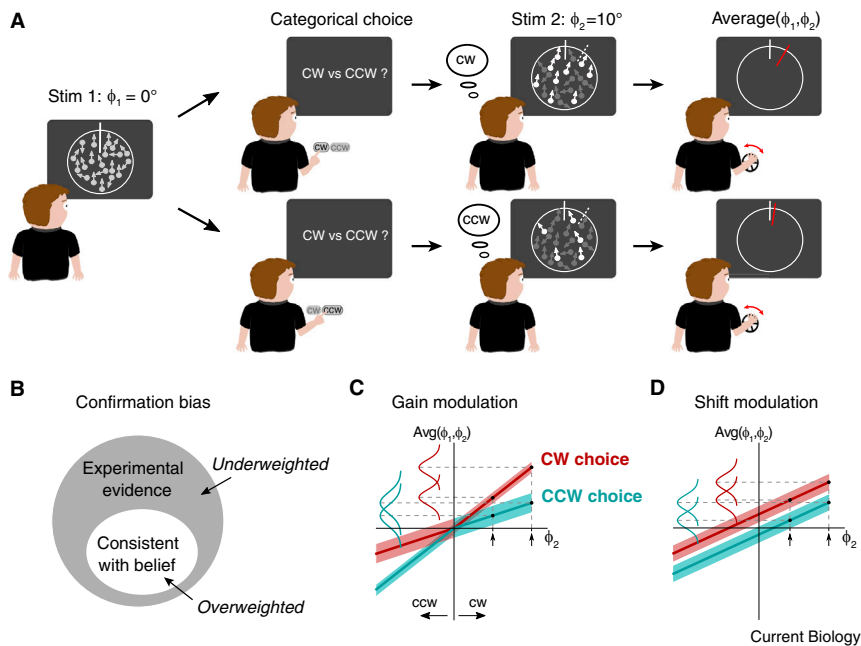 A
Categorical choice
Stim 2: ϕ2=10°
Average(ϕ1,ϕ2)
Stim 1: ϕ1 = 0°
CW vs CCW ?
CW
CW CCW
CW vs CCW ?
CCW
CW CCW
B
Confirmation bias
Experimental
evidence
Underweighted
Consistent
with belief
Overweighted
C
Gain modulation
Avg(ϕ1,ϕ2)
CW choice
CCW choice
ϕ2
CCW
CW
D
Shift modulation
Avg(ϕ1,ϕ2)
ϕ2
Current Biology